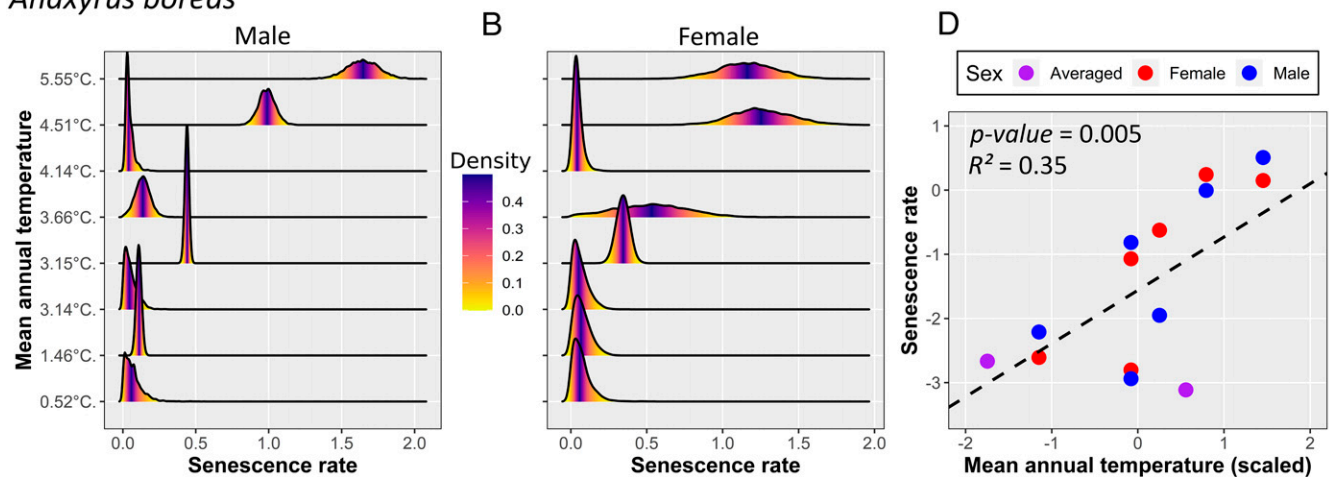 Anaxyrus boreas
Male
B
Female
D
Sex Averaged Female Male
Mean annual temperature
5.55°C.
4.51°C.
4.14°C.
3.66°C.
3.15°C.
3.14°C.
1.46°C.
0.52°C.
0.0 0.5 1.0 1.5 2.0
Senescence rate
Density
0.4
0.3
0.2
0.1
0.0
0.0 0.5 1.0 1.5 2.0
Senescence rate
p-value = 0.005
R² = 0.35
Senescence rate
1
0
-1
-2
-3
-2 -1 0 1 2
Mean annual temperature (scaled)